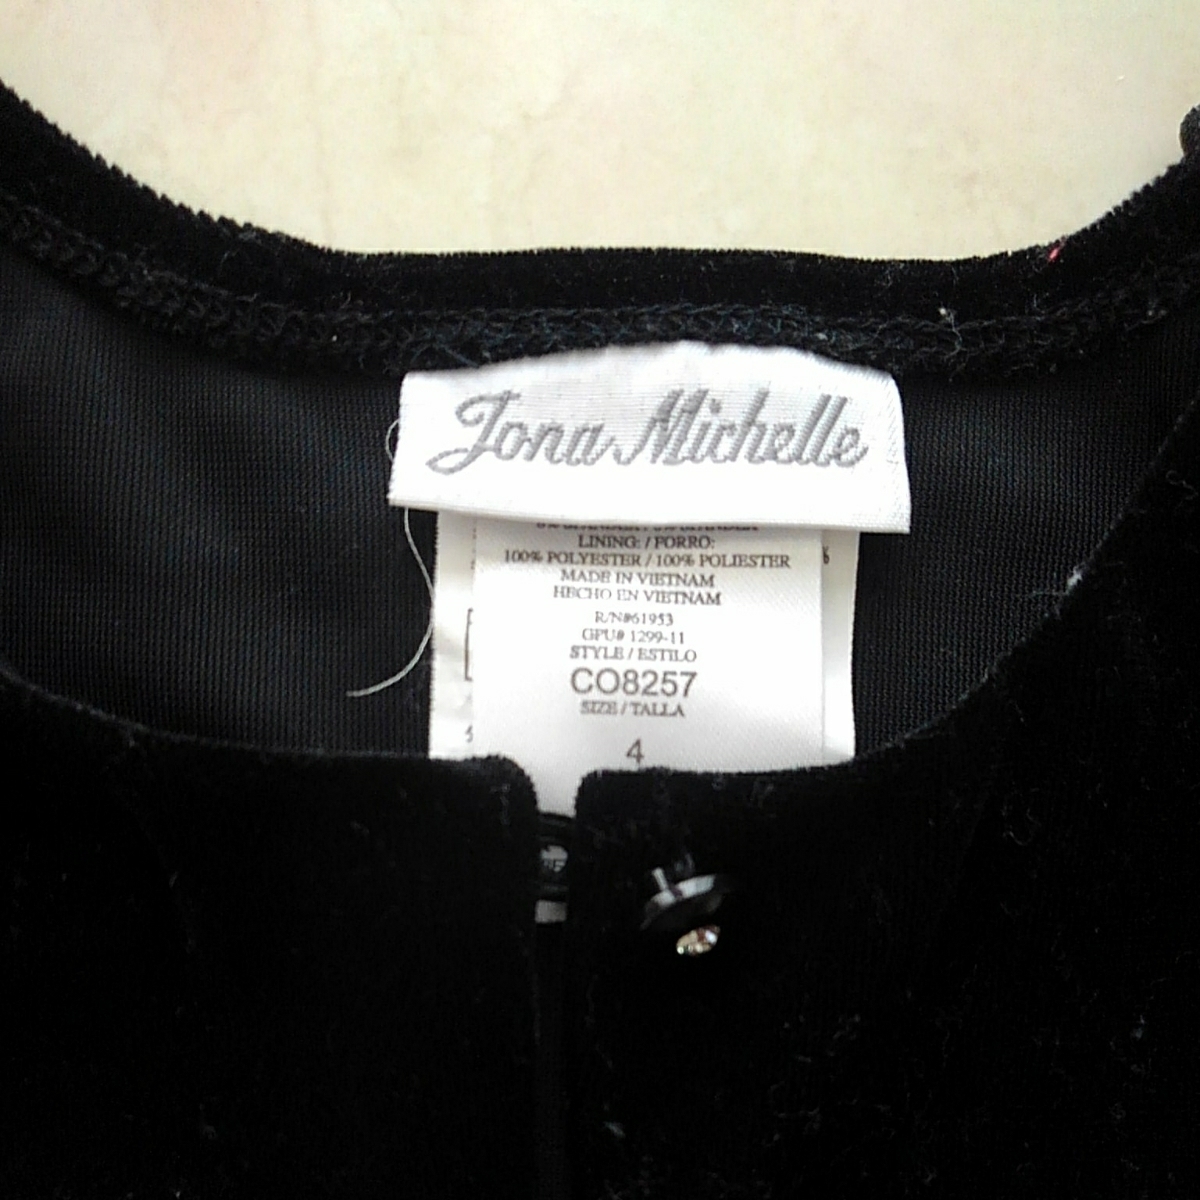 Jona Michelle
LINING: / FORRO:
100% POLYESTER / 100% POLIESTER
MADE IN VIETNAM
HECHO EN VIETNAM
R/N#61953
GPU# 1299-11
STYLE / ESTILO
CO8257
SIZE / TALLA
4